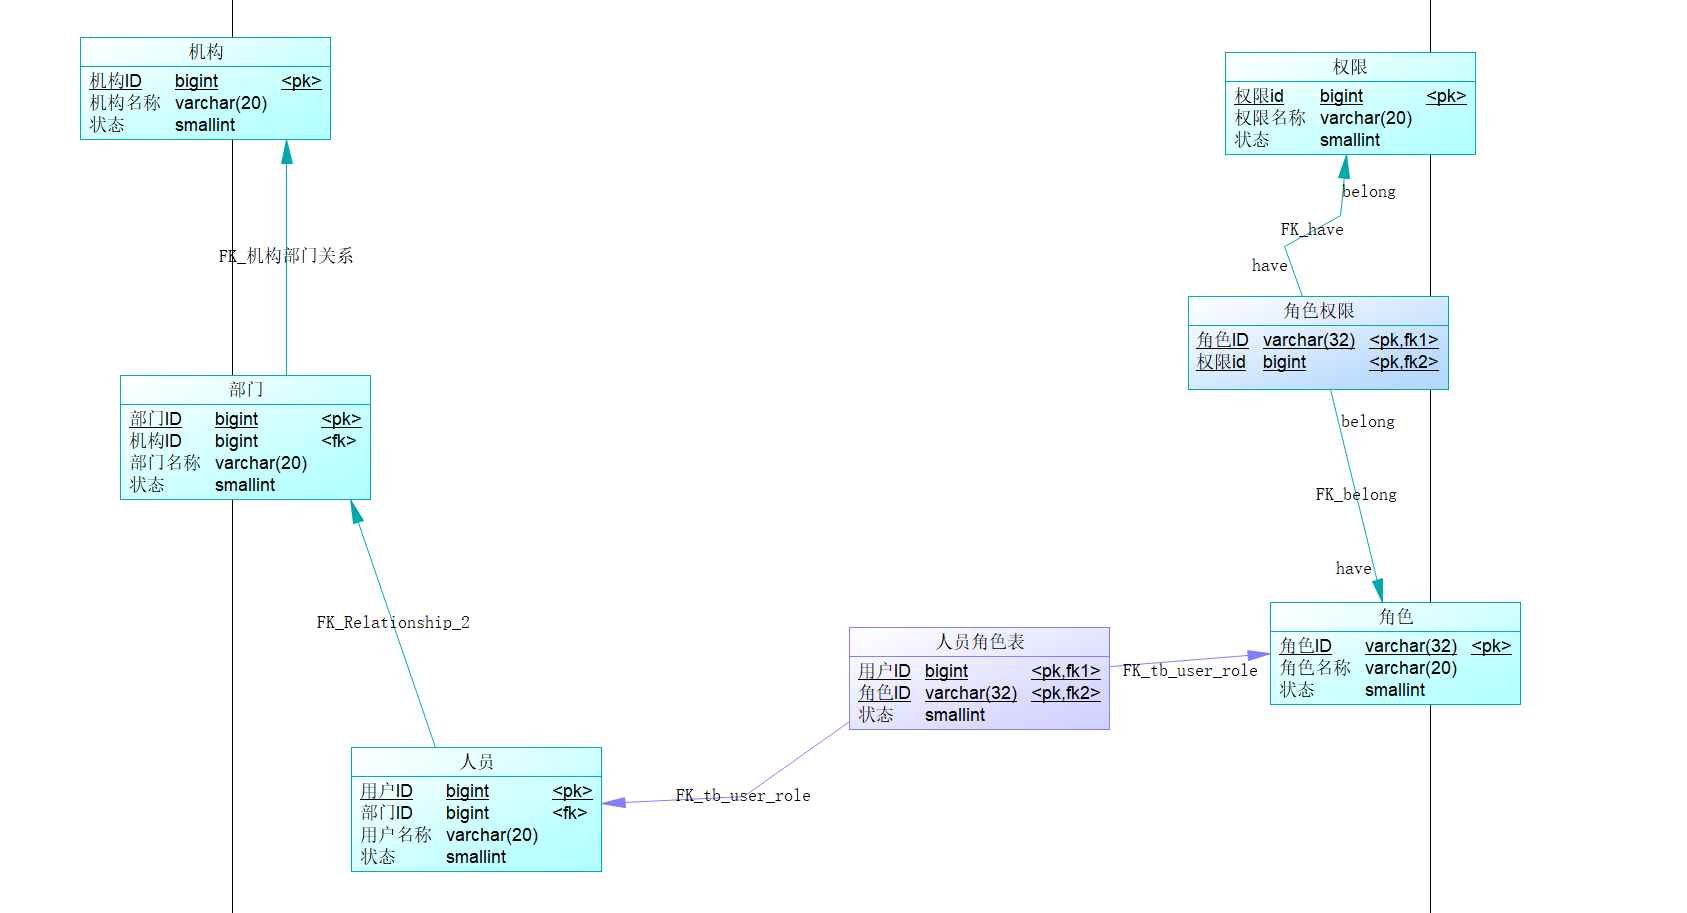 机构
机构ID bigint <pk>
机构名称 varchar(20)
状态 smallint
FK_机构部门关系
部门
部门ID bigint <pk>
机构ID bigint <fk>
部门名称 varchar(20)
状态 smallint
FK_Relationship_2
人员
用户ID bigint <pk>
部门ID bigint <fk>
用户名称 varchar(20)
状态 smallint
FK_tb_user_role
人员角色表
用户ID bigint <pk,fk1>
角色ID varchar(32) <pk,fk2>
状态 smallint
FK_tb_user_role
权限
权限id bigint <pk>
权限名称 varchar(20)
状态 smallint
belong
FK_have
have
角色权限
角色ID varchar(32) <pk,fk1>
权限id bigint <pk,fk2>
belong
FK_belong
have
角色
角色ID varchar(32) <pk>
角色名称 varchar(20)
状态 smallint